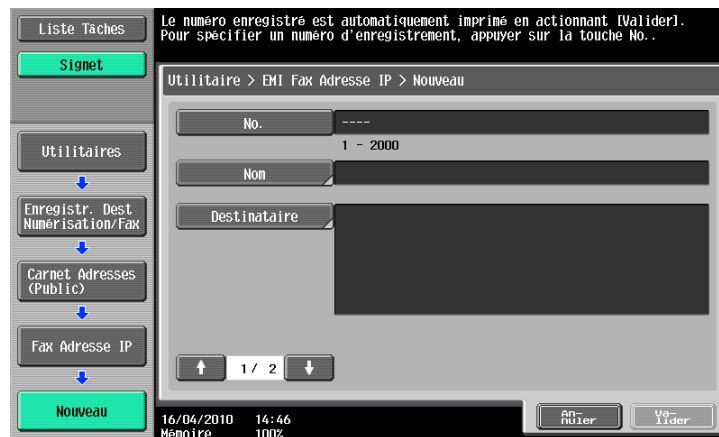 Liste Tâches
Le numéro enregistré est automatiquement imprimé en actionnant [Valider].
Pour spécifier un numéro d'enregistrement, appuyer sur la touche No..
Signet
Utilitaire > EMI Fax Adresse IP > Nouveau
No.
----
1 - 2000
Utilitaires
Nom
Enregistr. Dest
Numérisation/Fax
Destinataire
Carnet Adresses
(Public)
Fax Adresse IP
1/ 2
Nouveau
An-
nuler
Va-
lider
16/04/2010 14:46
Mémoire 100%